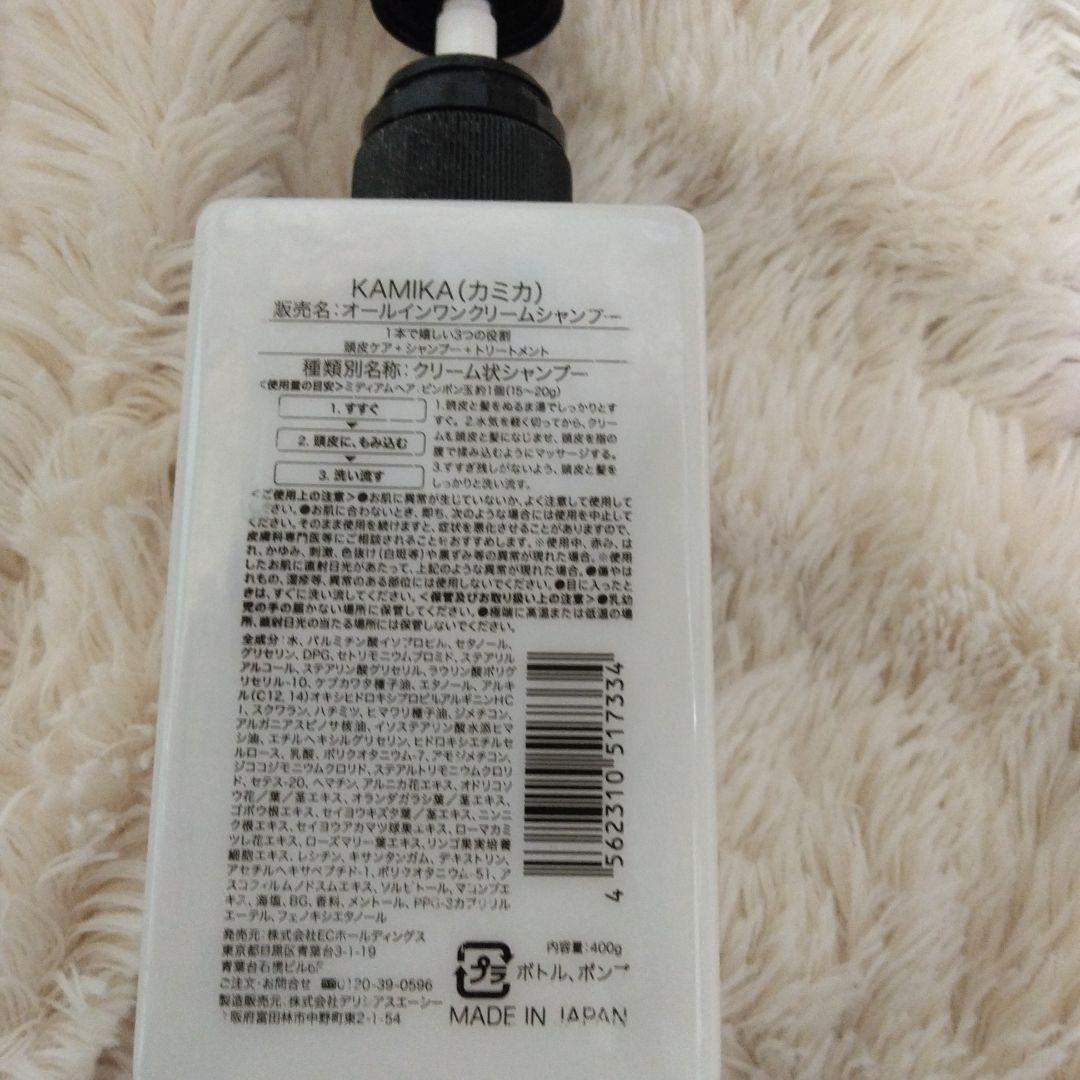 KAMIKA(カミカ)
販売名:オールインワンクリームシャンプー
1本で嬉しい3つの役割
頭皮ケア+シャンプー+トリートメント
種類別名称:クリーム状シャンプー
<使用量の目安>ミディアムヘア:ピンポン玉約1個(15〜20g)
1. すすぐ
2. 頭皮に、もみ込む
3. 洗い流す
1.頭皮と髪をぬるま湯でしっかりとす
すぐ。2.水気を軽く切ってから、クリー
ムを頭皮と髪になじませ、頭皮を指の
腹で揉み込むようにマッサージする。
3.すすぎ残しがないよう、頭皮と髪を
しっかりと洗い流す。
<ご使用上の注意>●お肌に異常が生じていないか、よく注意して使用して
ださい。●お肌に合わないとき、即ち、次のような場合には使用を中止して
ください。そのまま使用を続けますと、症状を悪化させることがありますので、
皮膚科専門医等にご相談されることをおすすめします。※使用中、赤み、は
れ、かゆみ、刺激、色抜け(白斑等)や黒ずみ等の異常が現れた場合。※使用
したお肌に直射日光があたって、上記のような異常が現れた場合。●傷やは
れもの、湿疹等、異常のある部位には使用しないでください。●目に入ったと
きは、すぐに洗い流してください。<保管及びお取り扱い上の注意>●乳幼
児の手の届かない場所に保管してください。●極端に高温または低温の場
所、直射日光の当たる場所には保管しないでください。
全成分:水、パルミチン酸イソプロピル、セタノール、
グリセリン、DPG、セトリモニウムブロミド、ステアリル
アルコール、ステアリン酸グリセリル、ラウリン酸ポリグ
リセリル-10、ケブカワタ種子油、エタノール、アルキ
ル(C12,14)オキシヒドロキシプロピルアルギニンHC
l、スクワラン、ハチミツ、ヒマワリ種子油、ジメチコン、
アルガニアスピノサ核油、イソステアリン酸水添ヒマ
シ油、エチルヘキシルグリセリン、ヒドロキシエチルセ
ルロース、乳酸、ポリクオタニウム-7、アモジメチコン、
ジココジモニウムクロリド、ステアルトリモニウムクロリ
ド、セテス-20、ヘマチン、アルニカ花エキス、オドリコソ
ウ花/葉/茎エキス、オランダガラシ葉/茎エキス、
ゴボウ根エキス、セイヨウキズタ葉/茎エキス、ニンニ
ク根エキス、セイヨウアカマツ球果エキス、ローマカミ
ツレ花エキス、ローズマリー葉エキス、リンゴ果実培養
細胞エキス、レシチン、キサンタンガム、デキストリン、
アセチルヘキサペプチド-1、ポリクオタニウム-51、ア
スコフィルムノドスムエキス、ソルビトール、マコンブエ
キス、海塩、BG、香料、メントール、PPG-2カプリリル
エーテル、フェノキシエタノール
4 562310 517334
発売元:株式会社ECホールディングス
東京都目黒区青葉台3-1-19
青葉台石橋ビル6F
ご注文・お問合せ 0120-39-0596
製造販売元:株式会社デリシアスエーシー
大阪府富田林市中野町東2-1-54
内容量:400g
プラ ボトル、ポンプ
MADE IN JAPAN